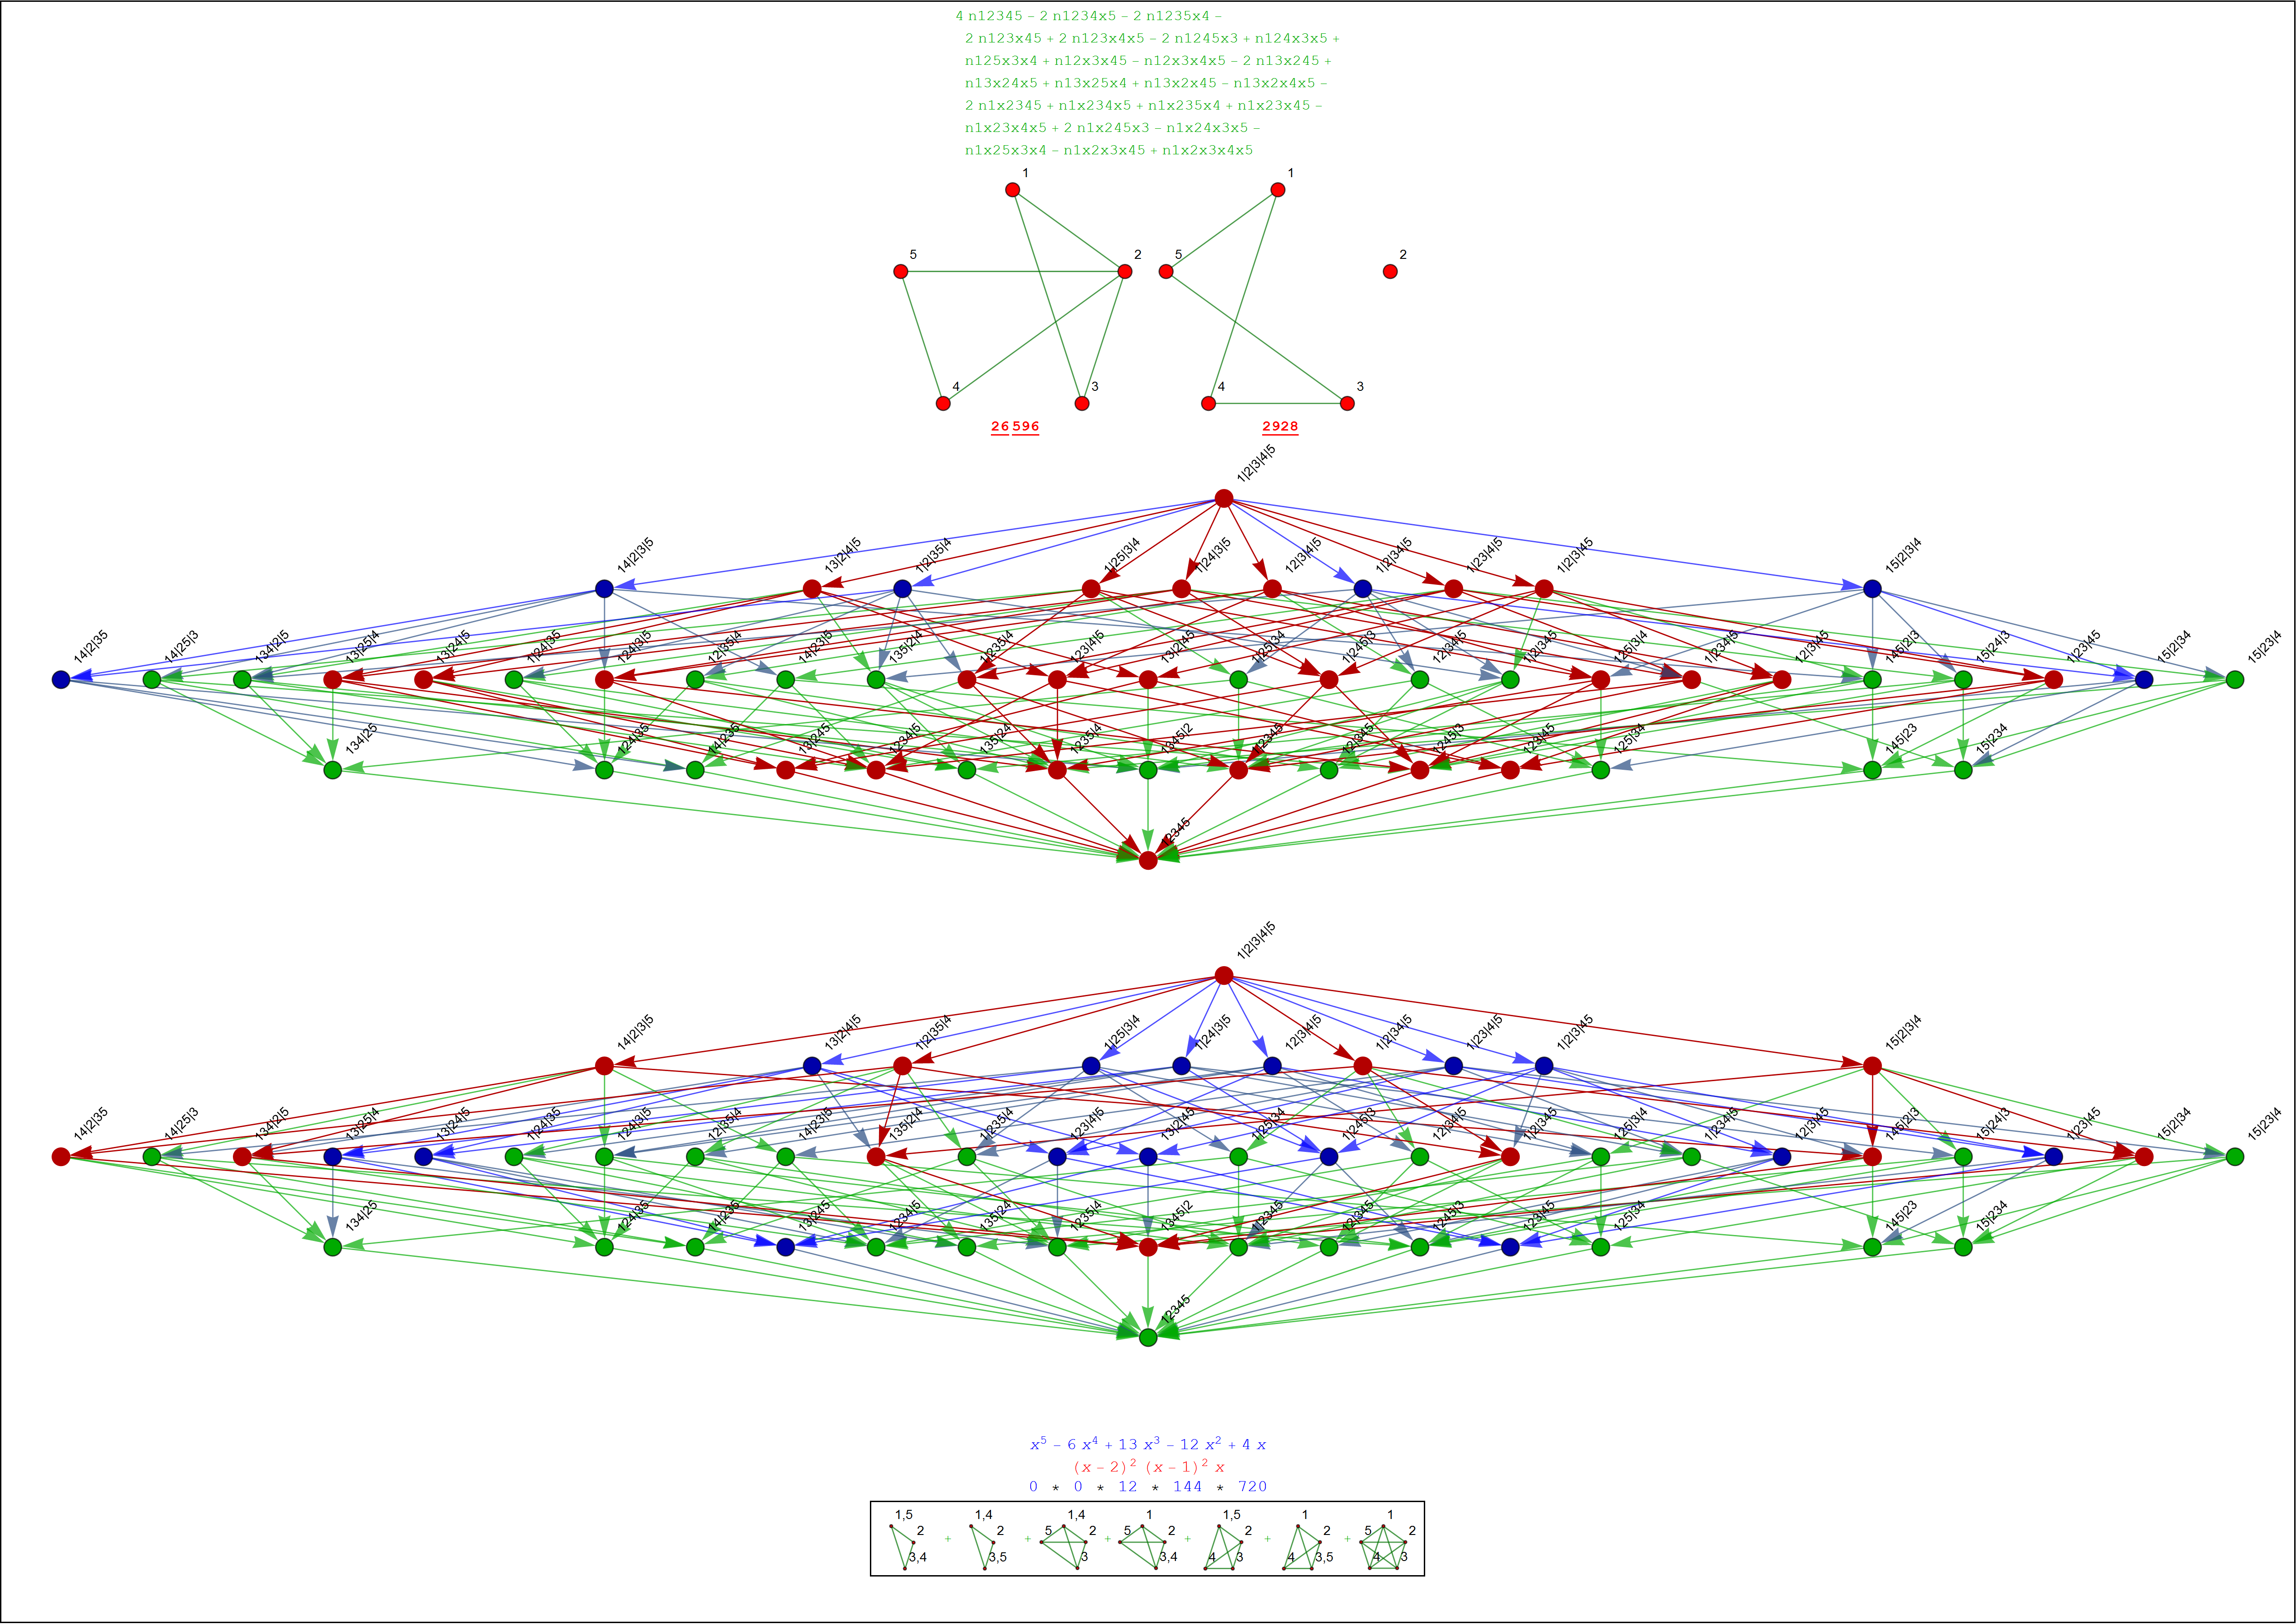 4 n12345 − 2 n1234x5 − 2 n1235x4 −
2 n123x45 + 2 n123x4x5 − 2 n1245x3 + n124x3x5 +
n125x3x4 + n12x3x45 − n12x3x4x5 − 2 n13x245 +
n13x24x5 + n13x25x4 + n13x2x45 − n13x2x4x5 −
2 n1x2345 + n1x234x5 + n1x235x4 + n1x23x45 −
n1x23x4x5 + 2 n1x245x3 − n1x24x3x5 −
n1x25x3x4 − n1x2x3x45 + n1x2x3x4x5
1 1
5 2 5 2
4 3 4 3
26 596 2928
1|2|3|4|5
14|2|3|5 13|2|4|5 1|2|35|4 1|25|3|4 1|24|3|5 12|3|4|5 1|2|34|5 1|23|4|5 1|2|3|45 15|2|3|4
14|2|35 14|25|3 134|2|5 13|25|4 13|24|5 1|24|35 124|3|5 12|35|4 14|23|5 135|2|4 1|235|4 123|4|5 13|2|45 1|25|34 1|245|3 12|34|5 1|2|345 125|3|4 1|234|5 12|3|45 145|2|3 15|24|3 1|23|45 15|2|34 15|23|4
134|25 124|35 14|235 13|245 1234|5 135|24 1235|4 1345|2 1|2345 12|345 1245|3 123|45 125|34 145|23 15|234
12345
1|2|3|4|5
14|2|3|5 13|2|4|5 1|2|35|4 1|25|3|4 1|24|3|5 12|3|4|5 1|2|34|5 1|23|4|5 1|2|3|45 15|2|3|4
14|2|35 14|25|3 134|2|5 13|25|4 13|24|5 1|24|35 124|3|5 12|35|4 14|23|5 135|2|4 1|235|4 123|4|5 13|2|45 1|25|34 1|245|3 12|34|5 1|2|345 125|3|4 1|234|5 12|3|45 145|2|3 15|24|3 1|23|45 15|2|34 15|23|4
134|25 124|35 14|235 13|245 1234|5 135|24 1235|4 1345|2 1|2345 12|345 1245|3 123|45 125|34 145|23 15|234
12345
x⁵ − 6 x⁴ + 13 x³ − 12 x² + 4 x
(x − 2)² (x − 1)² x
0 * 0 * 12 * 144 * 720
1,5 1,4 1,4 1 1,5 1 1
2 2 5 2 5 2 2 2 5 2
+ + + + + +
3,4 3,5 3 3,4 4 3 4 3,5 4 3